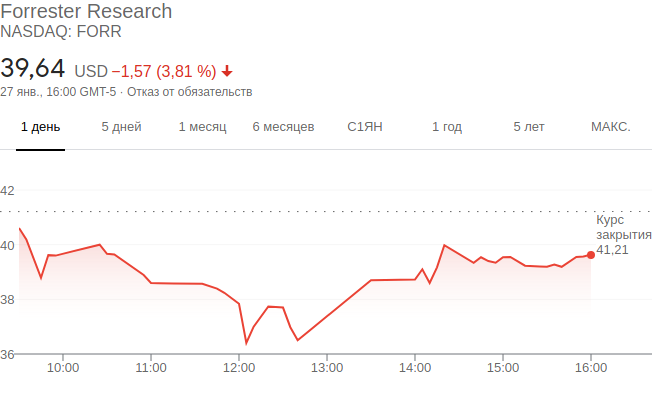 Forrester Research
NASDAQ: FORR
39,64 USD −1,57 (3,81 %)
27 янв., 16:00 GMT-5 · Отказ от обязательств
1 день 5 дней 1 месяц 6 месяцев С1ЯН 1 год 5 лет МАКС.
42
Курс
закрытия
41,21
40
38
36
10:00 11:00 12:00 13:00 14:00 15:00 16:00